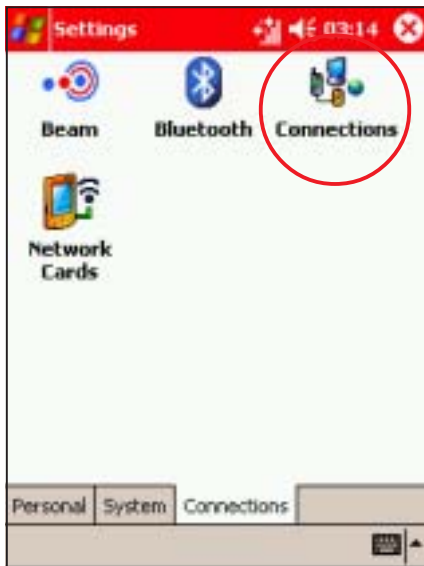 Settings 03:14
Beam Bluetooth Connections
Network
Cards
Personal System Connections